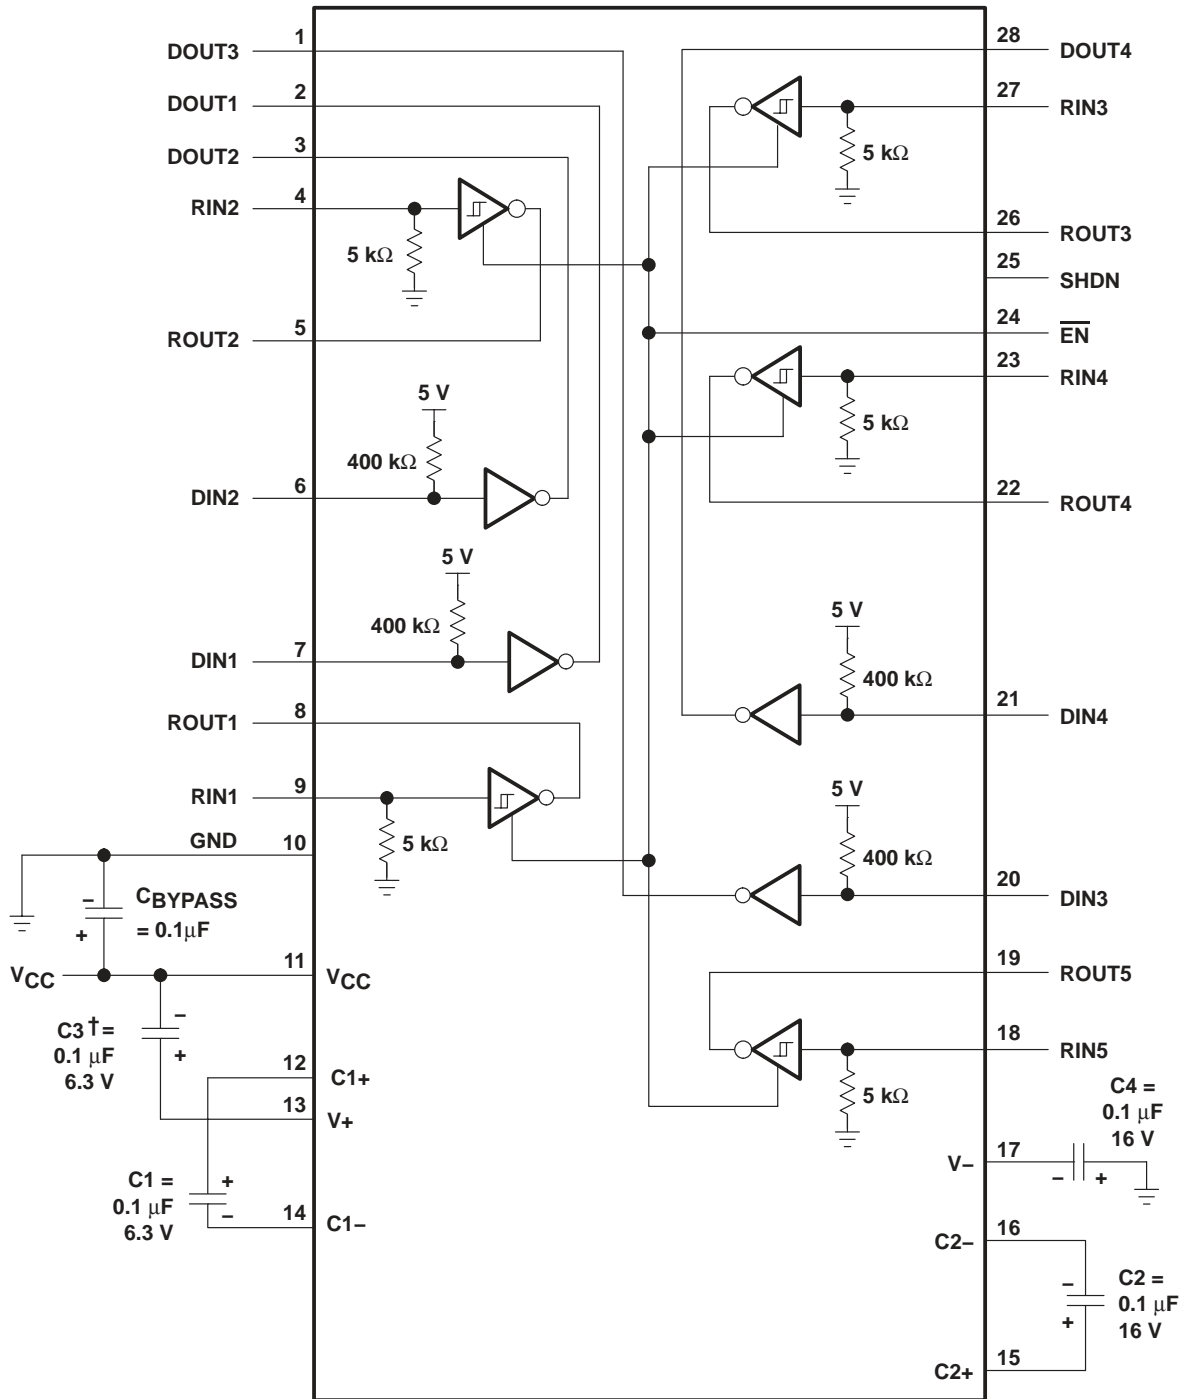 DOUT3 1
DOUT1 2
DOUT2 3
RIN2 4
5 kΩ
ROUT2 5
5 V
400 kΩ
DIN2 6
5 V
400 kΩ
DIN1 7
ROUT1 8
RIN1 9
5 kΩ
GND 10
− CBYPASS
+ = 0.1μF
VCC 11 VCC
C3† = −
0.1 μF +
6.3 V
12 C1+
13 V+
C1 = +
0.1 μF −
6.3 V
14 C1−
28 DOUT4
27 RIN3
5 kΩ
26 ROUT3
25 SHDN
24 E̅N̅
23 RIN4
5 kΩ
22 ROUT4
5 V
400 kΩ
21 DIN4
5 V
400 kΩ
20 DIN3
19 ROUT5
18 RIN5
5 kΩ
C4 =
0.1 μF
16 V
V− 17
− +
C2− 16
− C2 =
0.1 μF
+ 16 V
C2+ 15